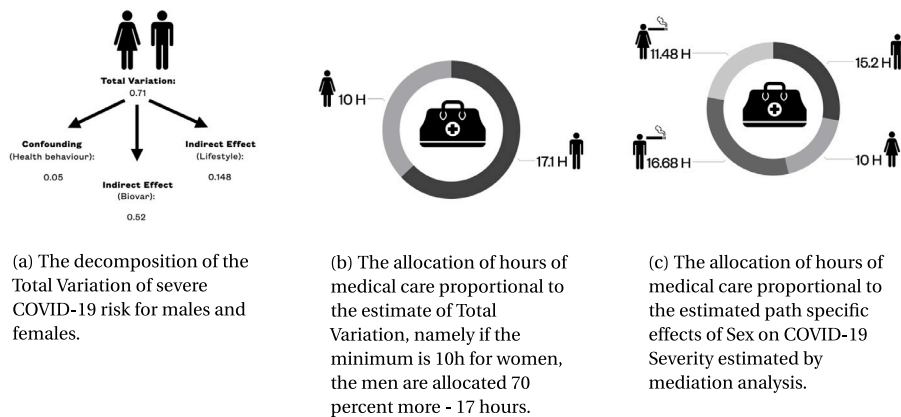 Total Variation:
0.71
Confounding
(Health behaviour):
0.05
Indirect Effect
(Biovar):
0.52
Indirect Effect
(Lifestyle):
0.148
(a) The decomposition of the
Total Variation of severe
COVID-19 risk for males and
females.
10 H
17.1 H
(b) The allocation of hours of
medical care proportional to
the estimate of Total
Variation, namely if the
minimum is 10h for women,
the men are allocated 70
percent more - 17 hours.
11.48 H
15.2 H
16.68 H
10 H
(c) The allocation of hours of
medical care proportional to
the estimated path specific
effects of Sex on COVID-19
Severity estimated by
mediation analysis.